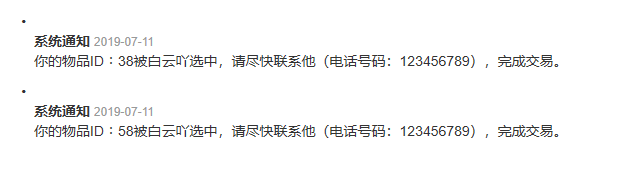 系统通知 2019-07-11
你的物品ID：38被白云吖选中，请尽快联系他（电话号码：123456789），完成交易。
系统通知 2019-07-11
你的物品ID：58被白云吖选中，请尽快联系他（电话号码：123456789），完成交易。